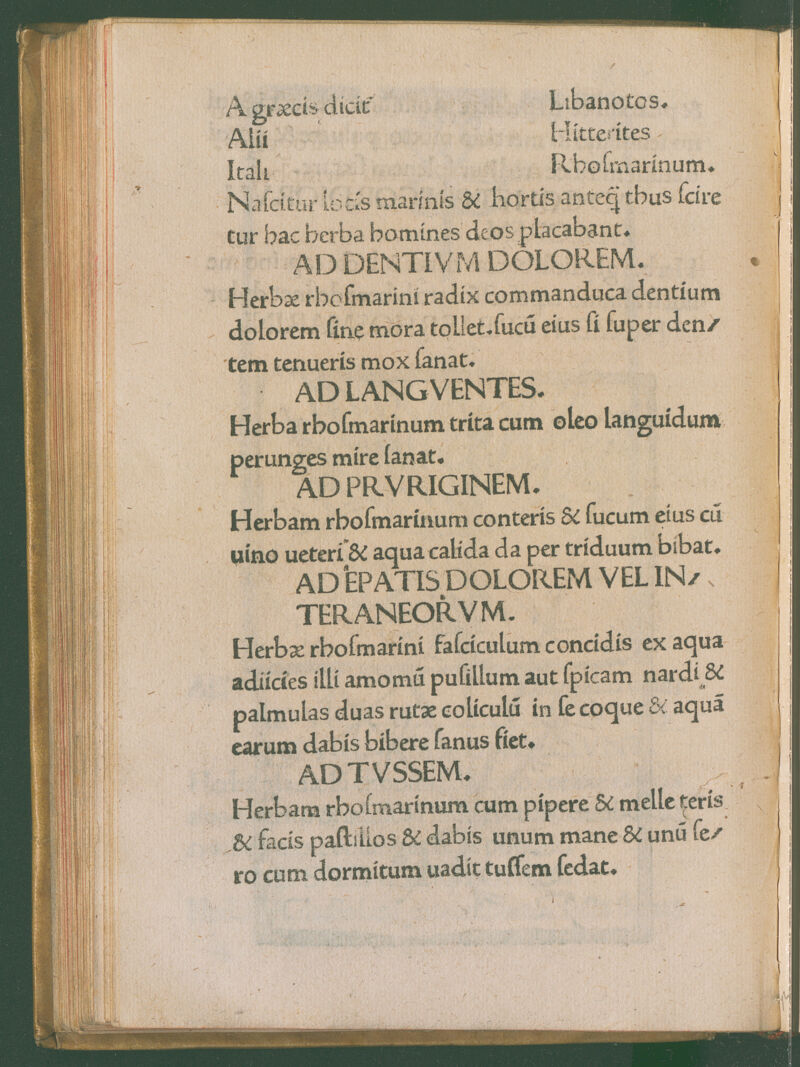 A græcis dicit᷑ Libanotos.
Alii Hitterites
Itali Rhoſmarinum.
Naſcitur locis marinis & hortis anteq̃ thus ſcire
tur hac herba homines deos placabant.
AD DENTIVM DOLOREM.
Herbæ rhoſmarini radix commanduca dentium
dolorem ſine mora tollet.ſucū eius ſi ſuper den/
tem tenueris mox ſanat.
AD LANGVENTES.
Herba rhoſmarinum trita cum oleo languidum
perunges mire ſanat.
AD PRVRIGINEM.
Herbam rhoſmarinum conteris & ſucum eius cū
uino ueteri & aqua calida da per triduum bibat.
AD EPATIS DOLOREM VEL IN/
TERANEORVM.
Herbæ rhoſmarini faſciculum concidis ex aqua
adiicies illi amomū puſillum aut ſpicam nardi &
palmulas duas rutæ coliculū in ſe coque & aquā
earum dabis bibere ſanus fiet.
AD TVSSEM.
Herbam rhoſmarinum cum pipere & melle teris
& facis paſtillos & dabis unum mane & unū ſe/
ro cum dormitum uadit tuſſem ſedat.